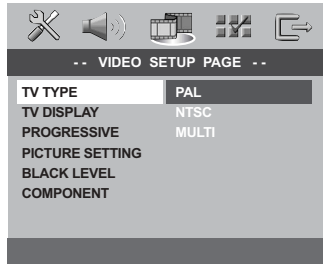 -- VIDEO SETUP PAGE --
TV TYPE PAL
TV DISPLAY NTSC
PROGRESSIVE MULTI
PICTURE SETTING
BLACK LEVEL
COMPONENT